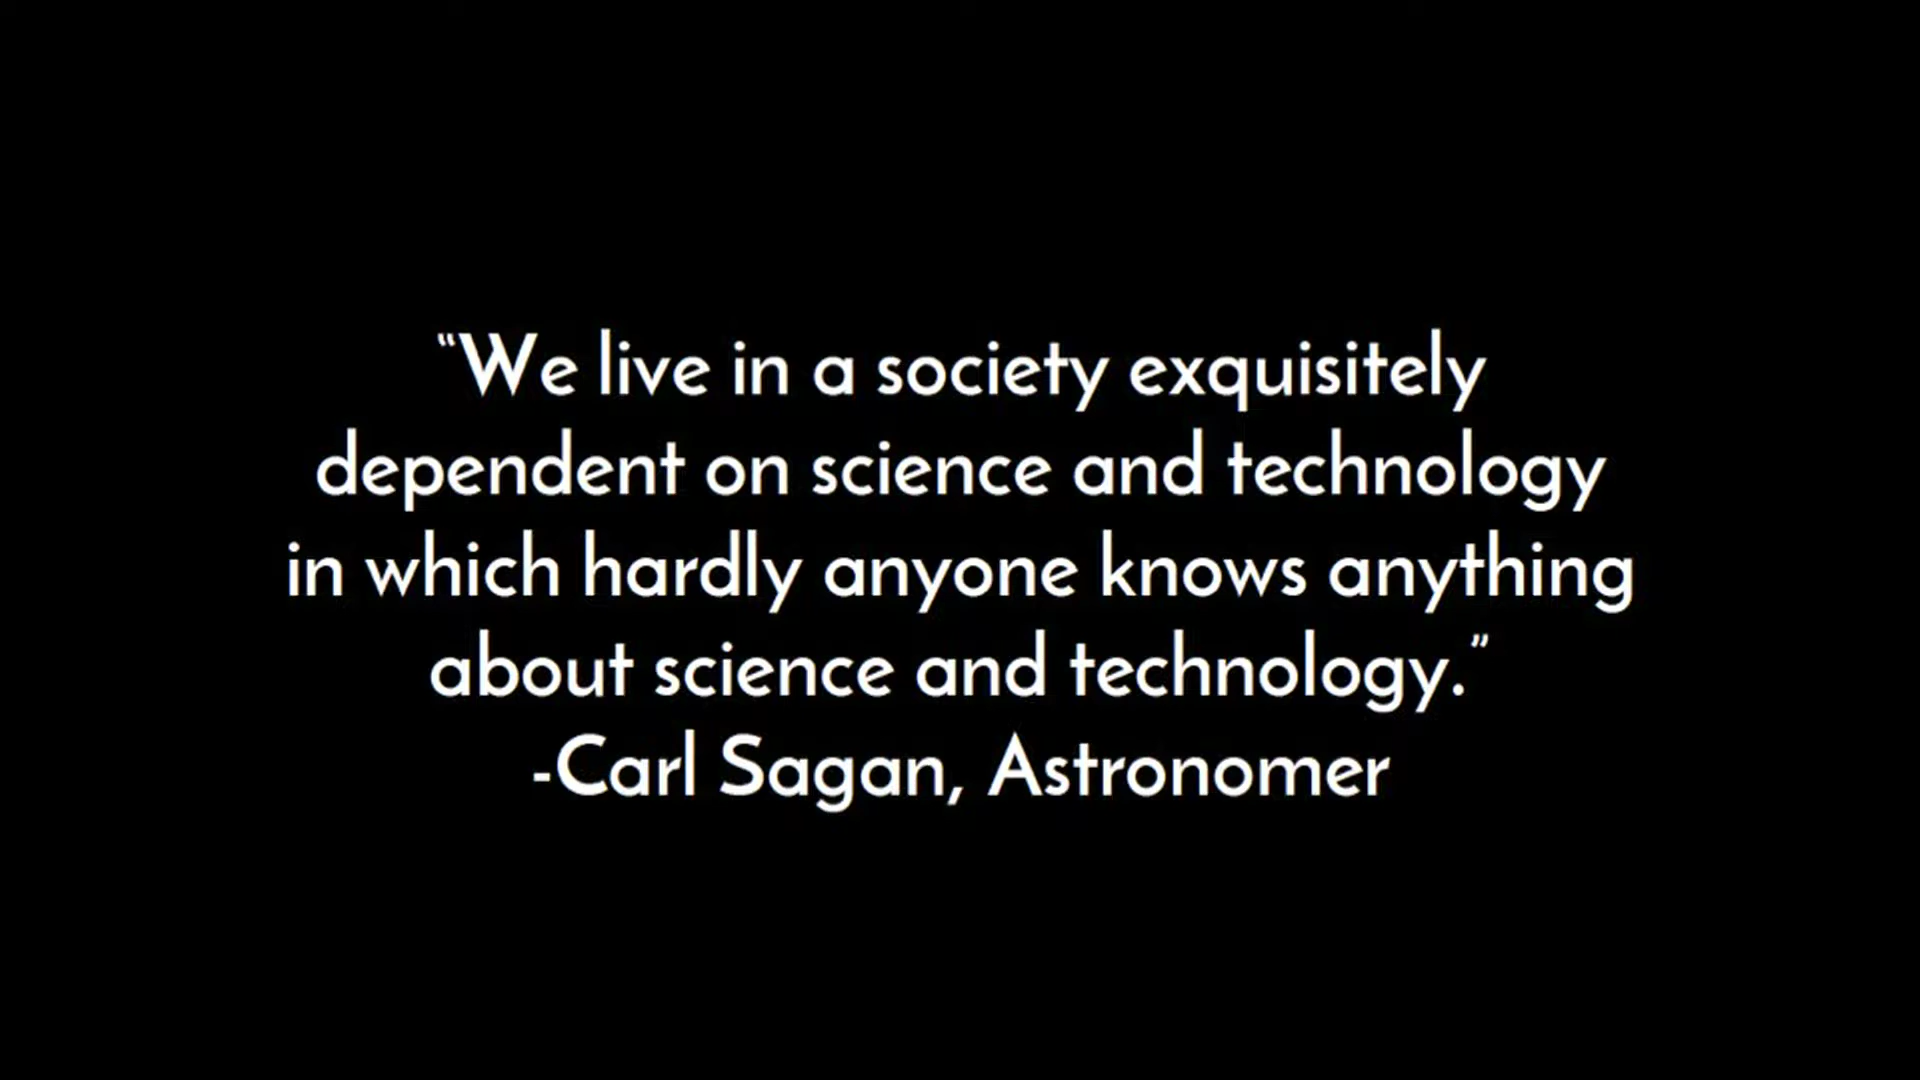 “We live in a society exquisitely
dependent on science and technology
in which hardly anyone knows anything
about science and technology.”
-Carl Sagan, Astronomer